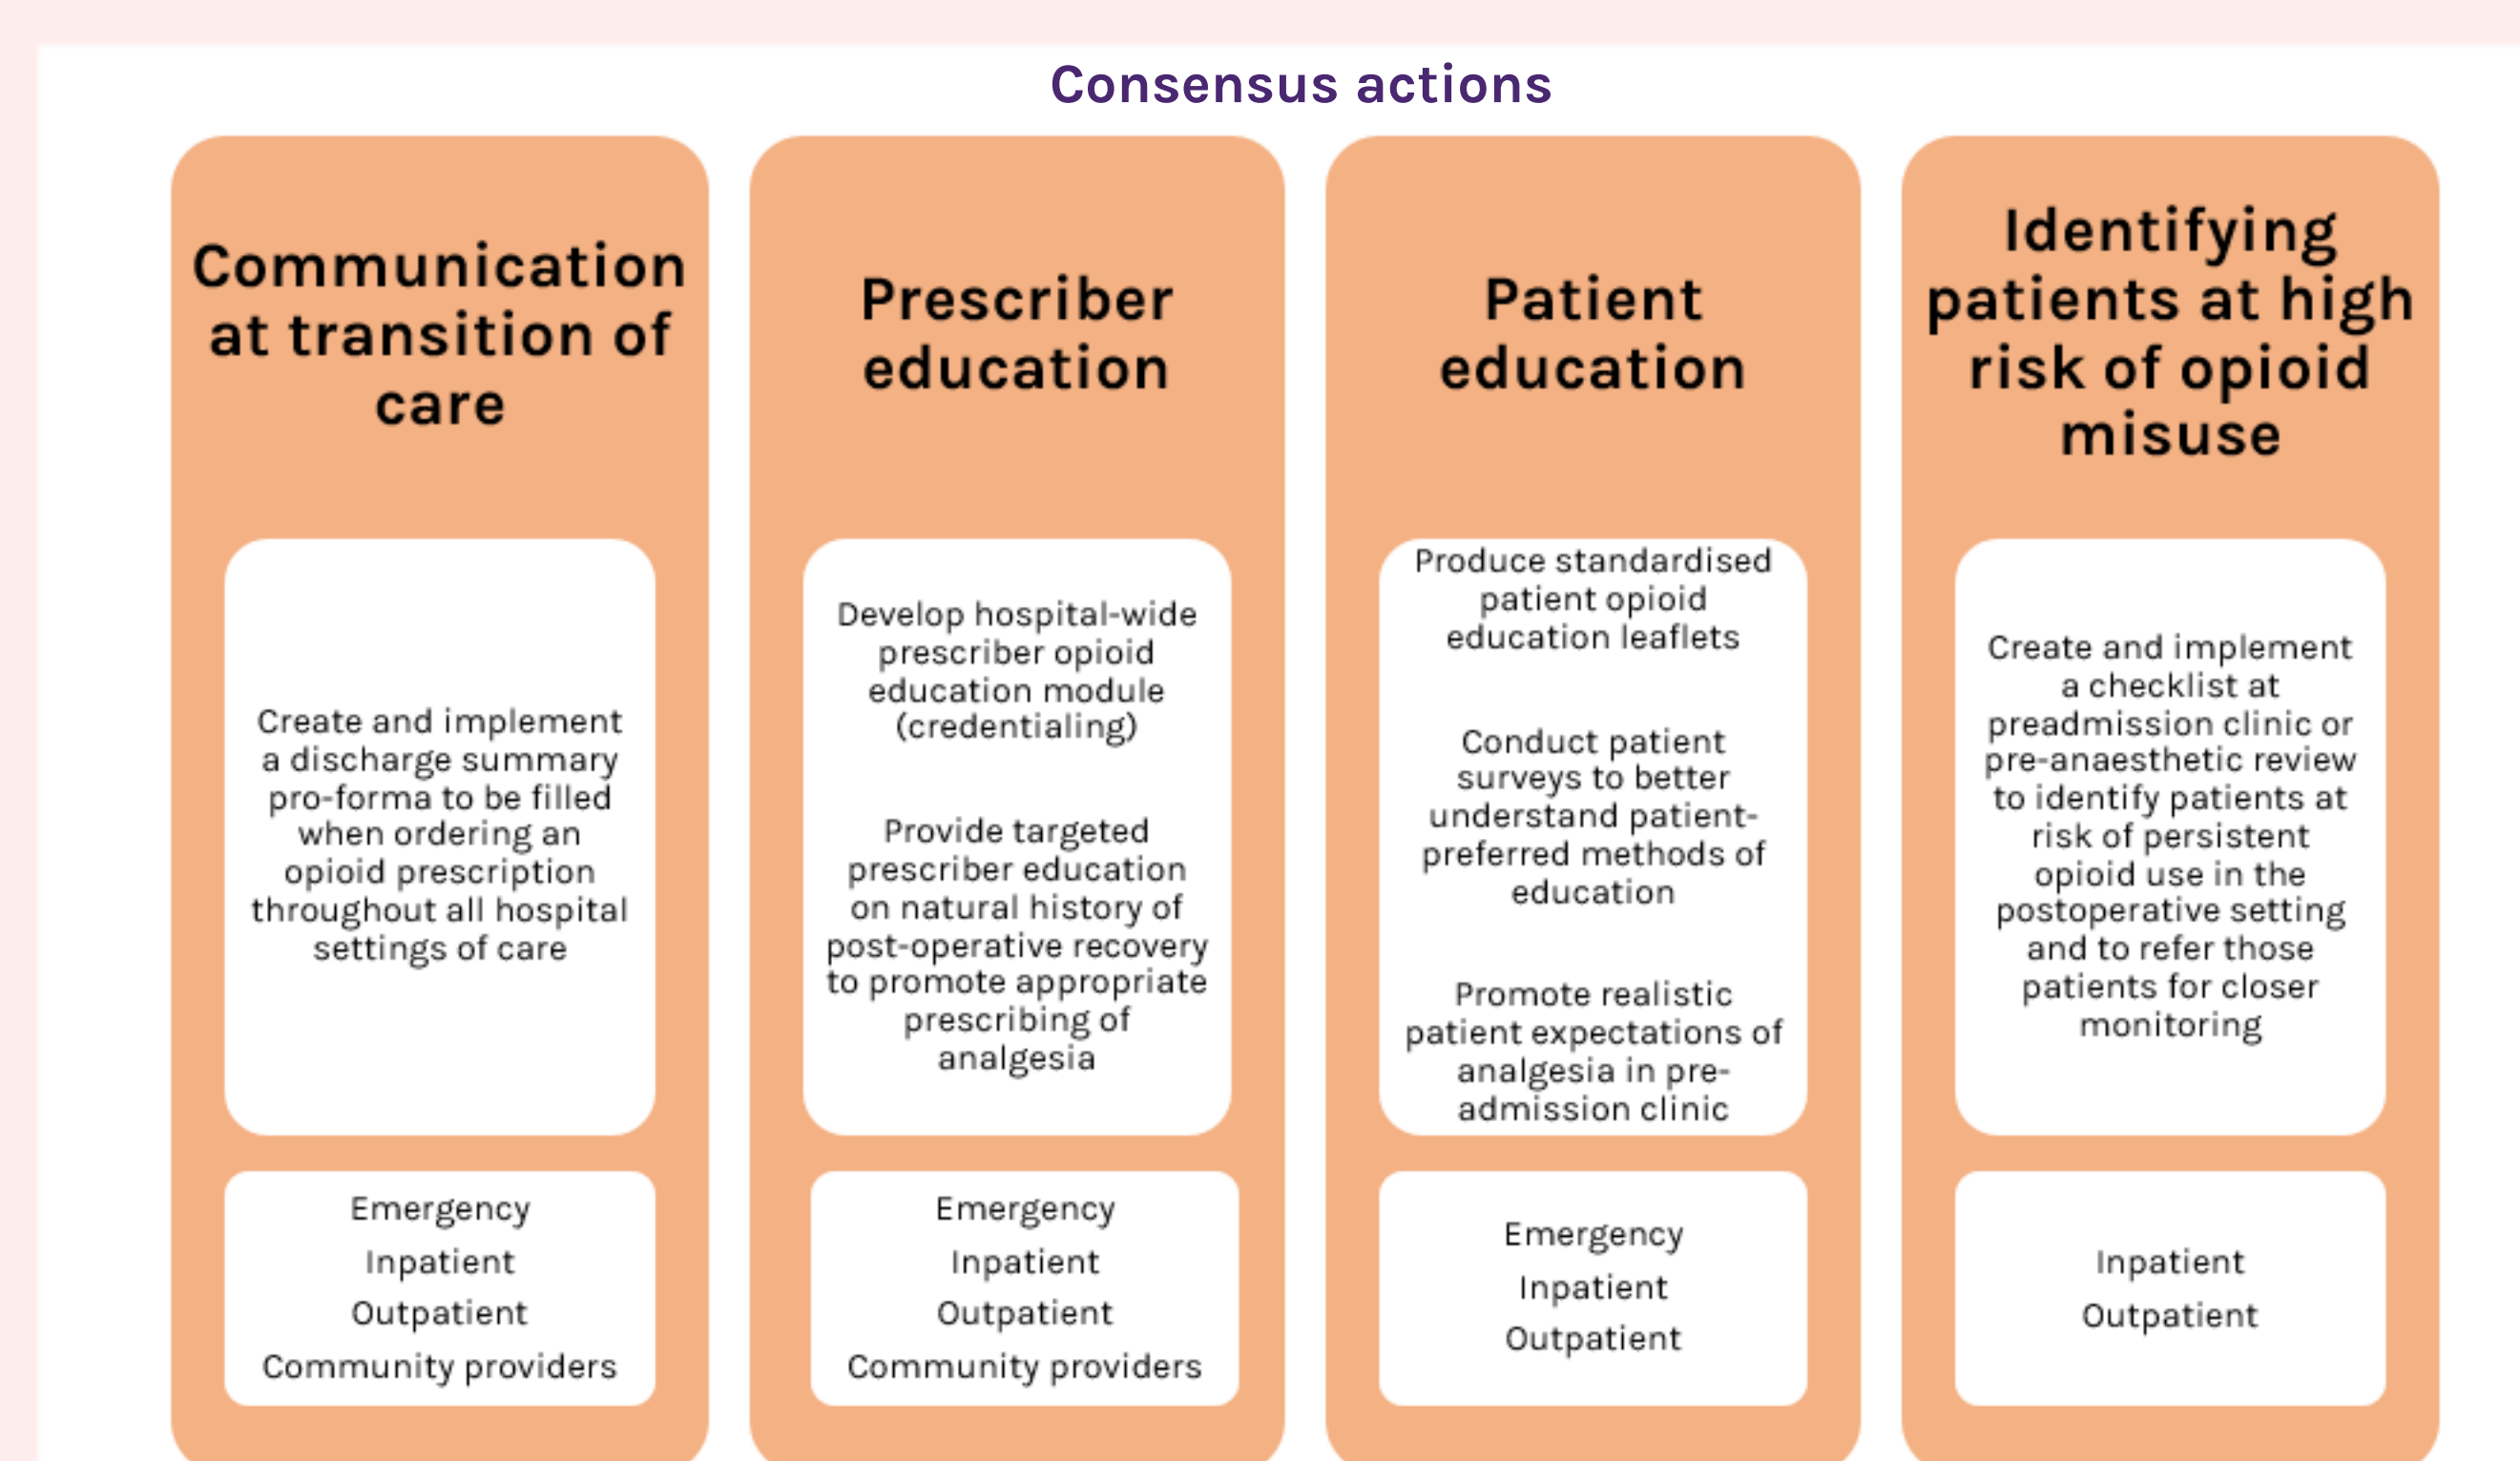 Consensus actions
Communication
at transition of
care
Create and implement
a discharge summary
pro-forma to be filled
when ordering an
opioid prescription
throughout all hospital
settings of care
Emergency
Inpatient
Outpatient
Community providers
Prescriber
education
Develop hospital-wide
prescriber opioid
education module
(credentialing)
Provide targeted
prescriber education
on natural history of
post-operative recovery
to promote appropriate
prescribing of
analgesia
Emergency
Inpatient
Outpatient
Community providers
Patient
education
Produce standardised
patient opioid
education leaflets
Conduct patient
surveys to better
understand patient-
preferred methods of
education
Promote realistic
patient expectations of
analgesia in pre-
admission clinic
Emergency
Inpatient
Outpatient
Identifying
patients at high
risk of opioid
misuse
Create and implement
a checklist at
preadmission clinic or
pre-anaesthetic review
to identify patients at
risk of persistent
opioid use in the
postoperative setting
and to refer those
patients for closer
monitoring
Inpatient
Outpatient